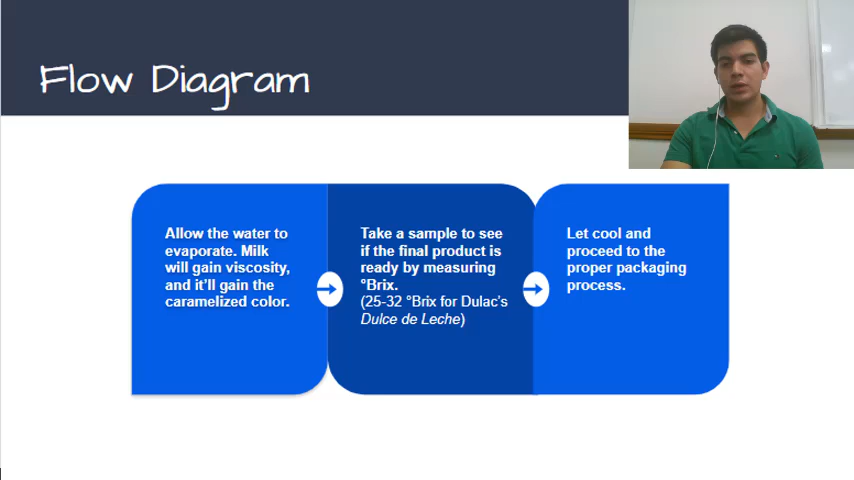 Flow Diagram
Allow the water to
evaporate. Milk
will gain viscosity,
and it'll gain the
caramelized color.
Take a sample to see
if the final product is
ready by measuring
°Brix.
(25-32 °Brix for Dulac's
Dulce de Leche)
Let cool and
proceed to the
proper packaging
process.